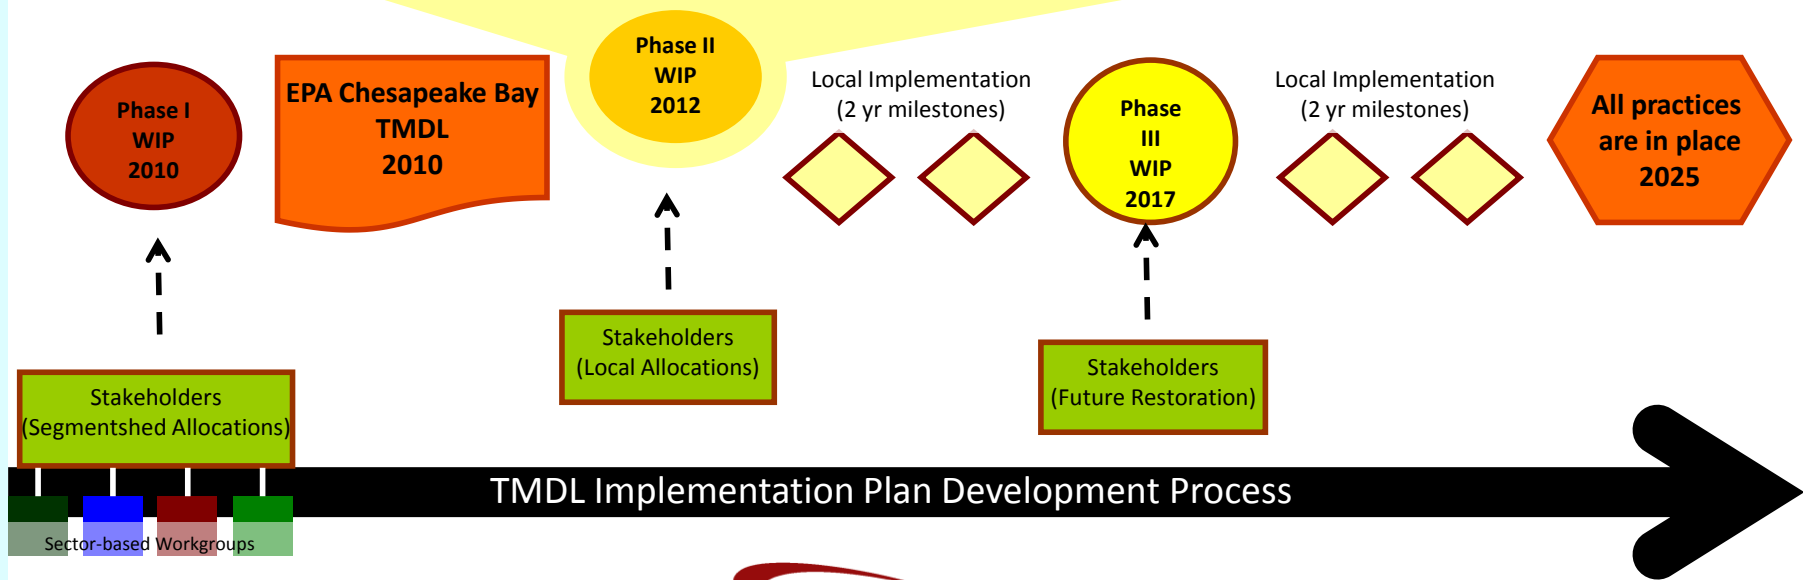 Phase I
WIP
2010
EPA Chesapeake Bay
TMDL
2010
Phase II
WIP
2012
Local Implementation
(2 yr milestones)
Phase
III
WIP
2017
Local Implementation
(2 yr milestones)
All practices
are in place
2025
Stakeholders
(Segmentshed Allocations)
Stakeholders
(Local Allocations)
Stakeholders
(Future Restoration)
TMDL Implementation Plan Development Process
Sector-based Workgroups